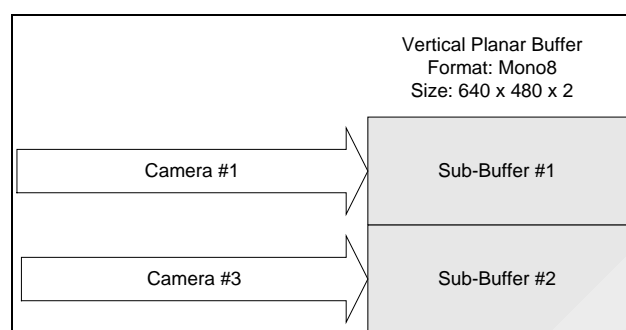 Vertical Planar Buffer
Format: Mono8
Size: 640 x 480 x 2
Camera #1
Sub-Buffer #1
Camera #3
Sub-Buffer #2